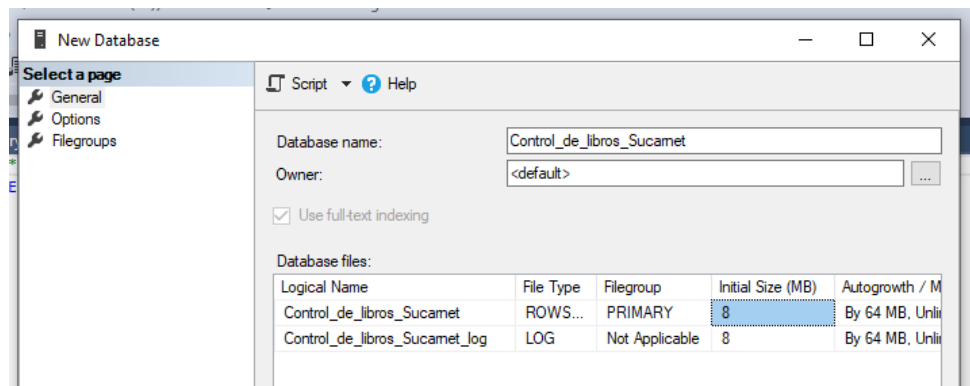 New Database
Select a page
General
Options
Filegroups
Script
Help
Database name:
Control_de_libros_Sucamet
Owner:
<default>
...
Use full-text indexing
Database files:
Logical Name File Type Filegroup Initial Size (MB) Autogrowth / M
Control_de_libros_Sucamet ROWS... PRIMARY 8 By 64 MB, Unli
Control_de_libros_Sucamet_log LOG Not Applicable 8 By 64 MB, Unli